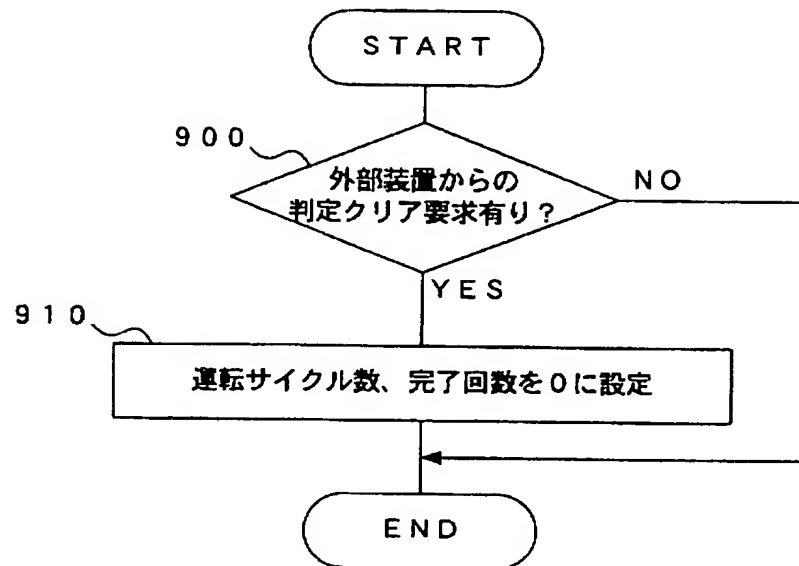 START
900
外部装置からの
判定クリア要求有り？
NO
YES
910
運転サイクル数、完了回数を０に設定
END